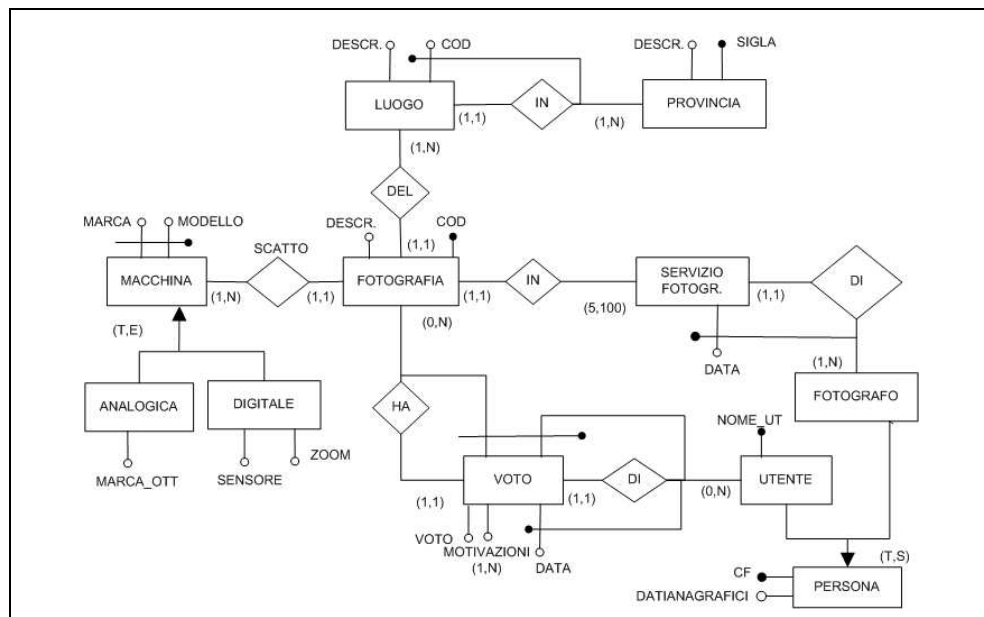 DESCR.
COD
DESCR.
SIGLA
LUOGO
IN
PROVINCIA
(1,1)
(1,N)
(1,N)
DEL
MARCA
MODELLO
DESCR.
COD
SCATTO
(1,1)
MACCHINA
FOTOGRAFIA
IN
SERVIZIO
FOTOGR.
DI
(1,N)
(1,1)
(1,1)
(5,100)
(1,1)
(0,N)
(T,E)
DATA
(1,N)
ANALOGICA
DIGITALE
HA
FOTOGRAFO
NOME_UT
MARCA_OTT
SENSORE
ZOOM
VOTO
DI
UTENTE
(1,1)
(1,1)
(0,N)
VOTO
MOTIVAZIONI
(1,N)
DATA
(T,S)
CF
DATIANAGRAFICI
PERSONA